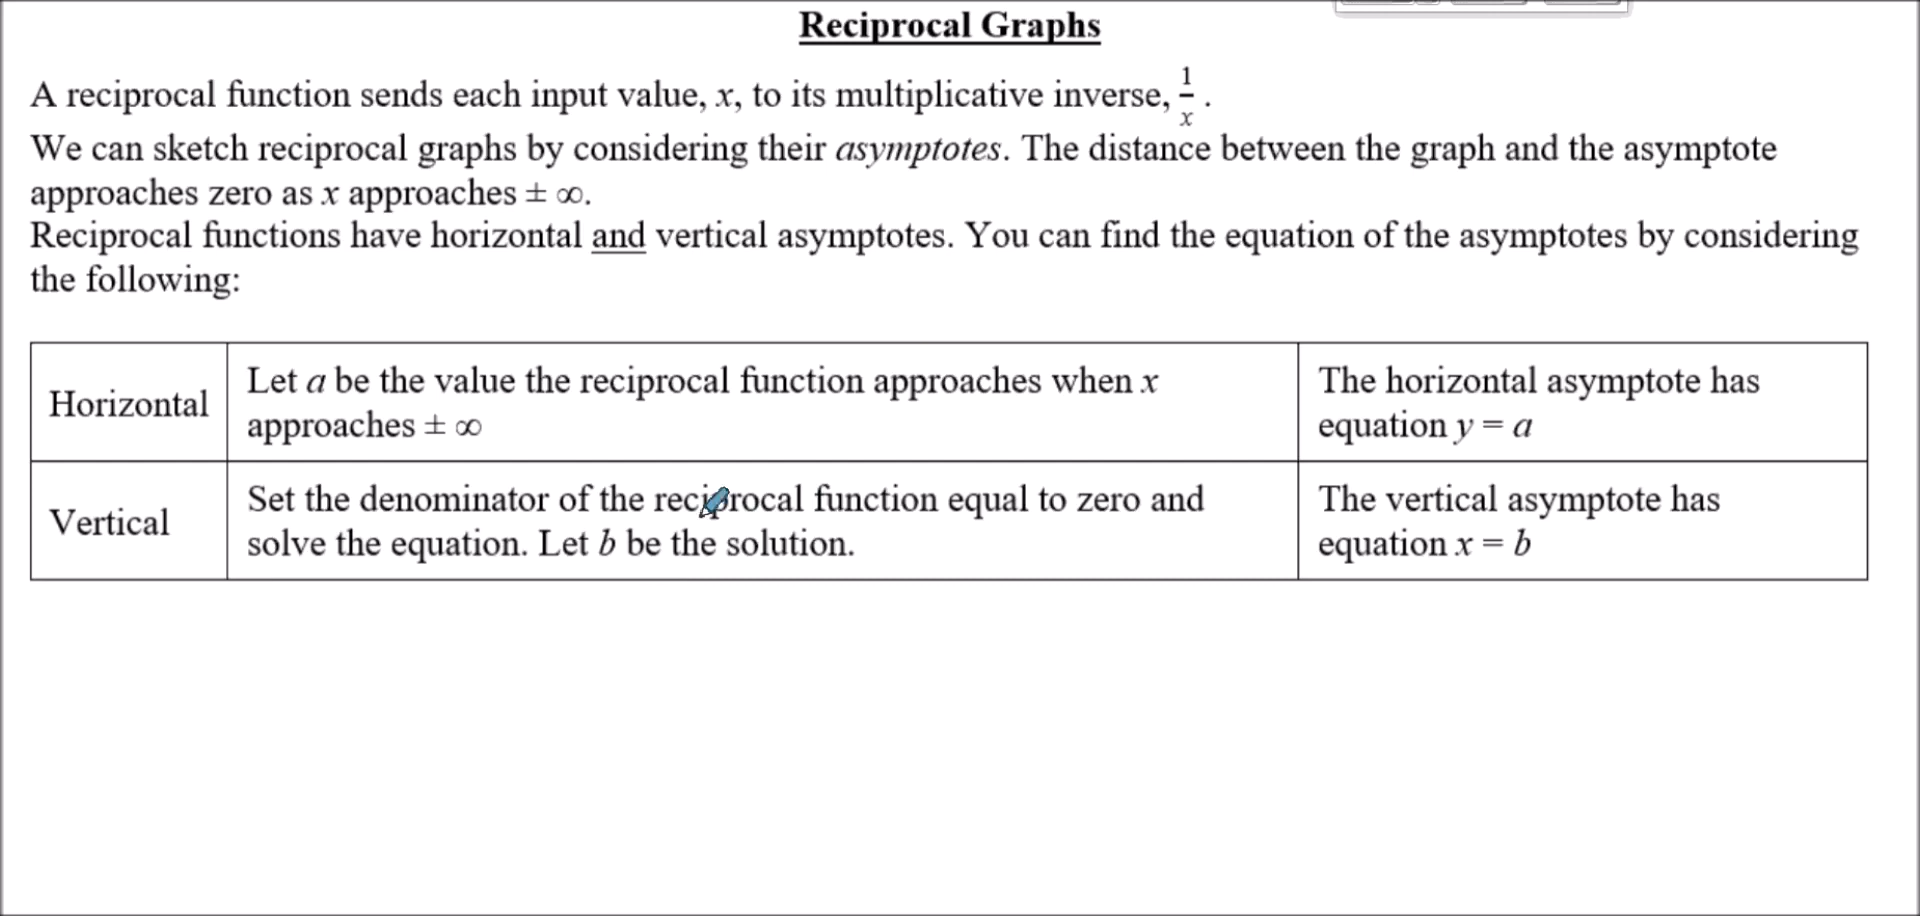 Reciprocal Graphs
A reciprocal function sends each input value, x, to its multiplicative inverse, 1/x .
We can sketch reciprocal graphs by considering their asymptotes. The distance between the graph and the asymptote
approaches zero as x approaches ± ∞.
Reciprocal functions have horizontal and vertical asymptotes. You can find the equation of the asymptotes by considering
the following:
Horizontal
Let a be the value the reciprocal function approaches when x
approaches ± ∞
The horizontal asymptote has
equation y = a
Vertical
Set the denominator of the reciprocal function equal to zero and
solve the equation. Let b be the solution.
The vertical asymptote has
equation x = b